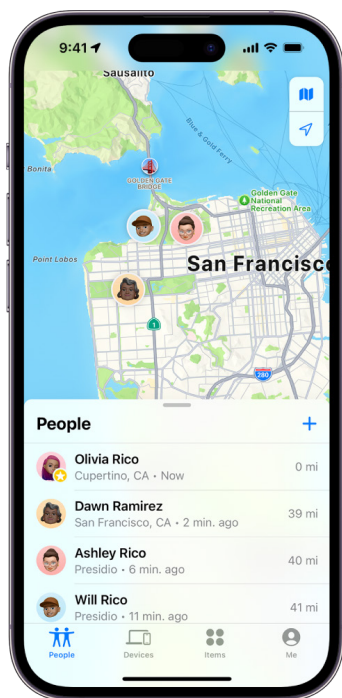 9:41
Sausalito
Blue & Gold Ferry
Bonita
GOLDEN GATE
BRIDGE
Golden Gate
National
Recreation Area
Point Lobos
San Francisco
1
280
People
+
Olivia Rico
Cupertino, CA • Now
0 mi
Dawn Ramirez
San Francisco, CA • 2 min. ago
39 mi
Ashley Rico
Presidio • 6 min. ago
40 mi
Will Rico
Presidio • 11 min. ago
41 mi
People
Devices
Items
Me